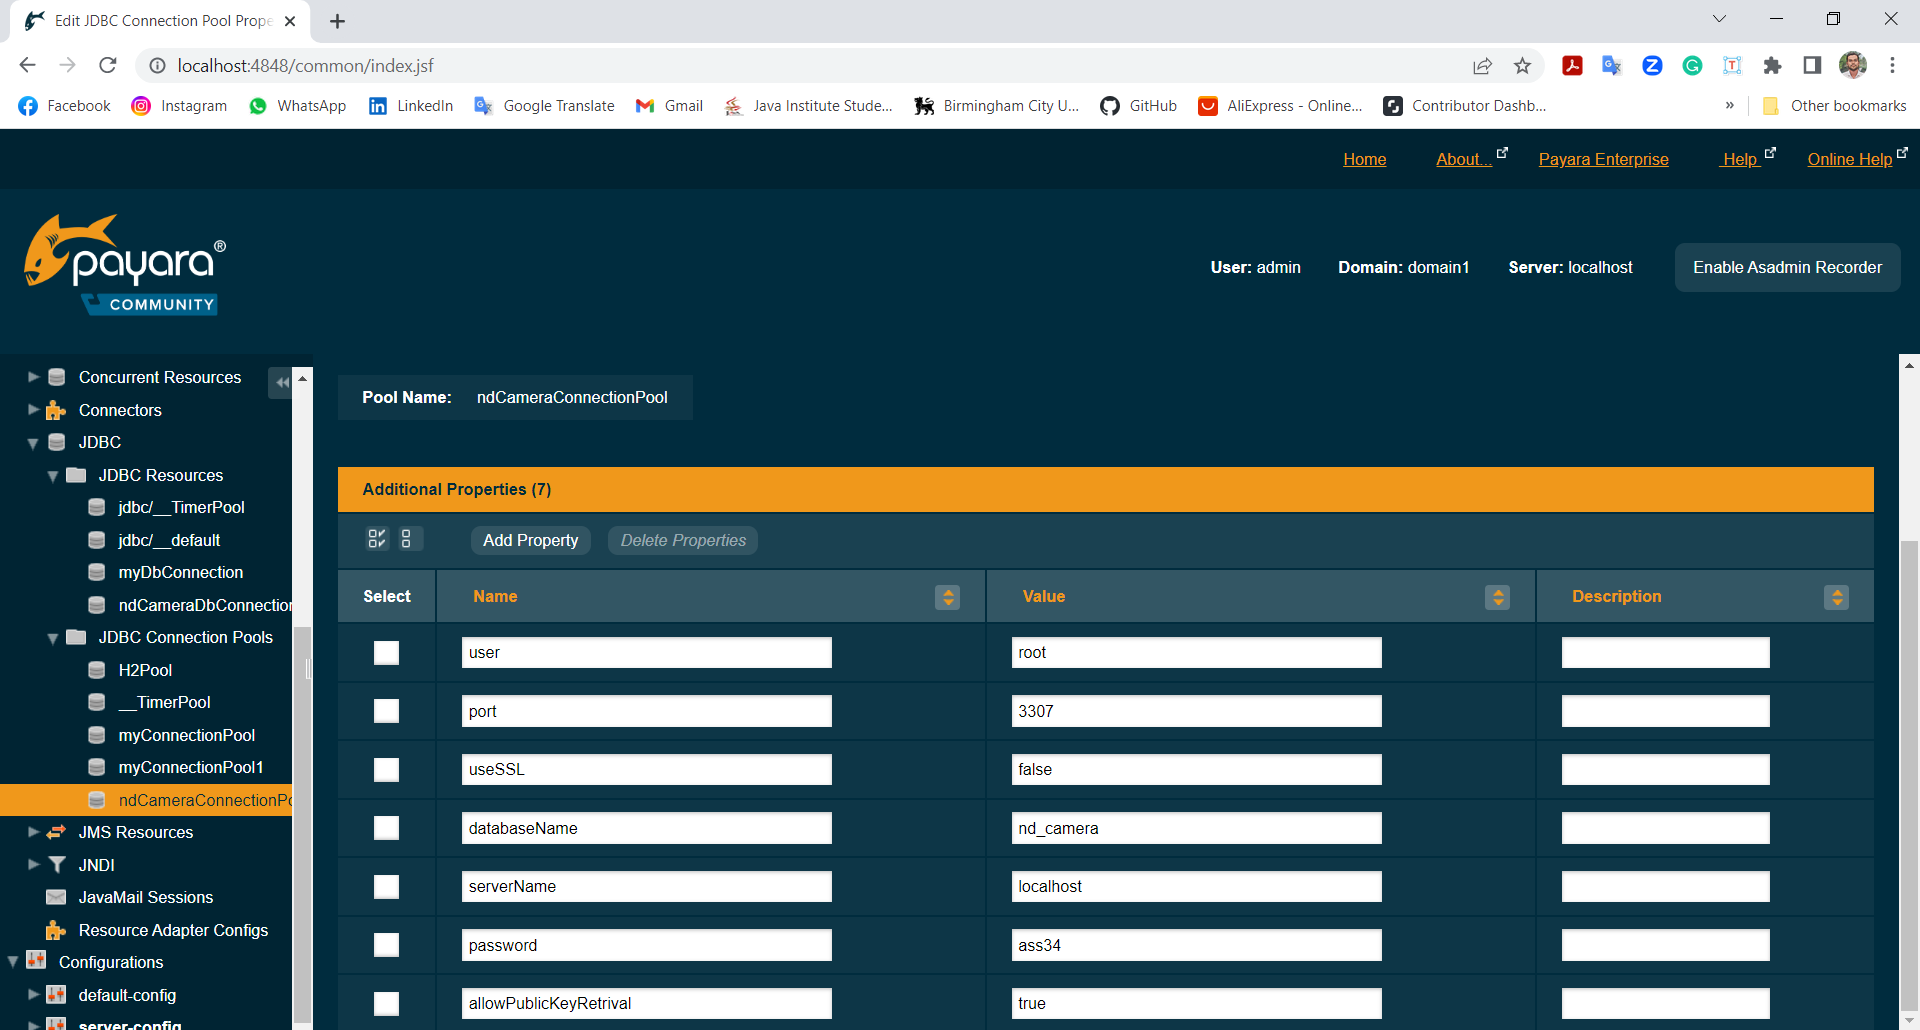 Edit JDBC Connection Pool Prope
localhost:4848/common/index.jsf
Facebook Instagram WhatsApp LinkedIn Google Translate Gmail Java Institute Stude... Birmingham City U... GitHub AliExpress - Online... Contributor Dashb... » Other bookmarks
Home About... Payara Enterprise Help Online Help
payara®
COMMUNITY
User: admin Domain: domain1 Server: localhost Enable Asadmin Recorder
Concurrent Resources
Connectors
JDBC
JDBC Resources
jdbc/__TimerPool
jdbc/__default
myDbConnection
ndCameraDbConnection
JDBC Connection Pools
H2Pool
__TimerPool
myConnectionPool
myConnectionPool1
ndCameraConnectionPo
JMS Resources
JNDI
JavaMail Sessions
Resource Adapter Configs
Configurations
default-config
server-config
Pool Name: ndCameraConnectionPool
Additional Properties (7)
Add Property Delete Properties
Select Name Value Description
user root
port 3307
useSSL false
databaseName nd_camera
serverName localhost
password ass34
allowPublicKeyRetrival true